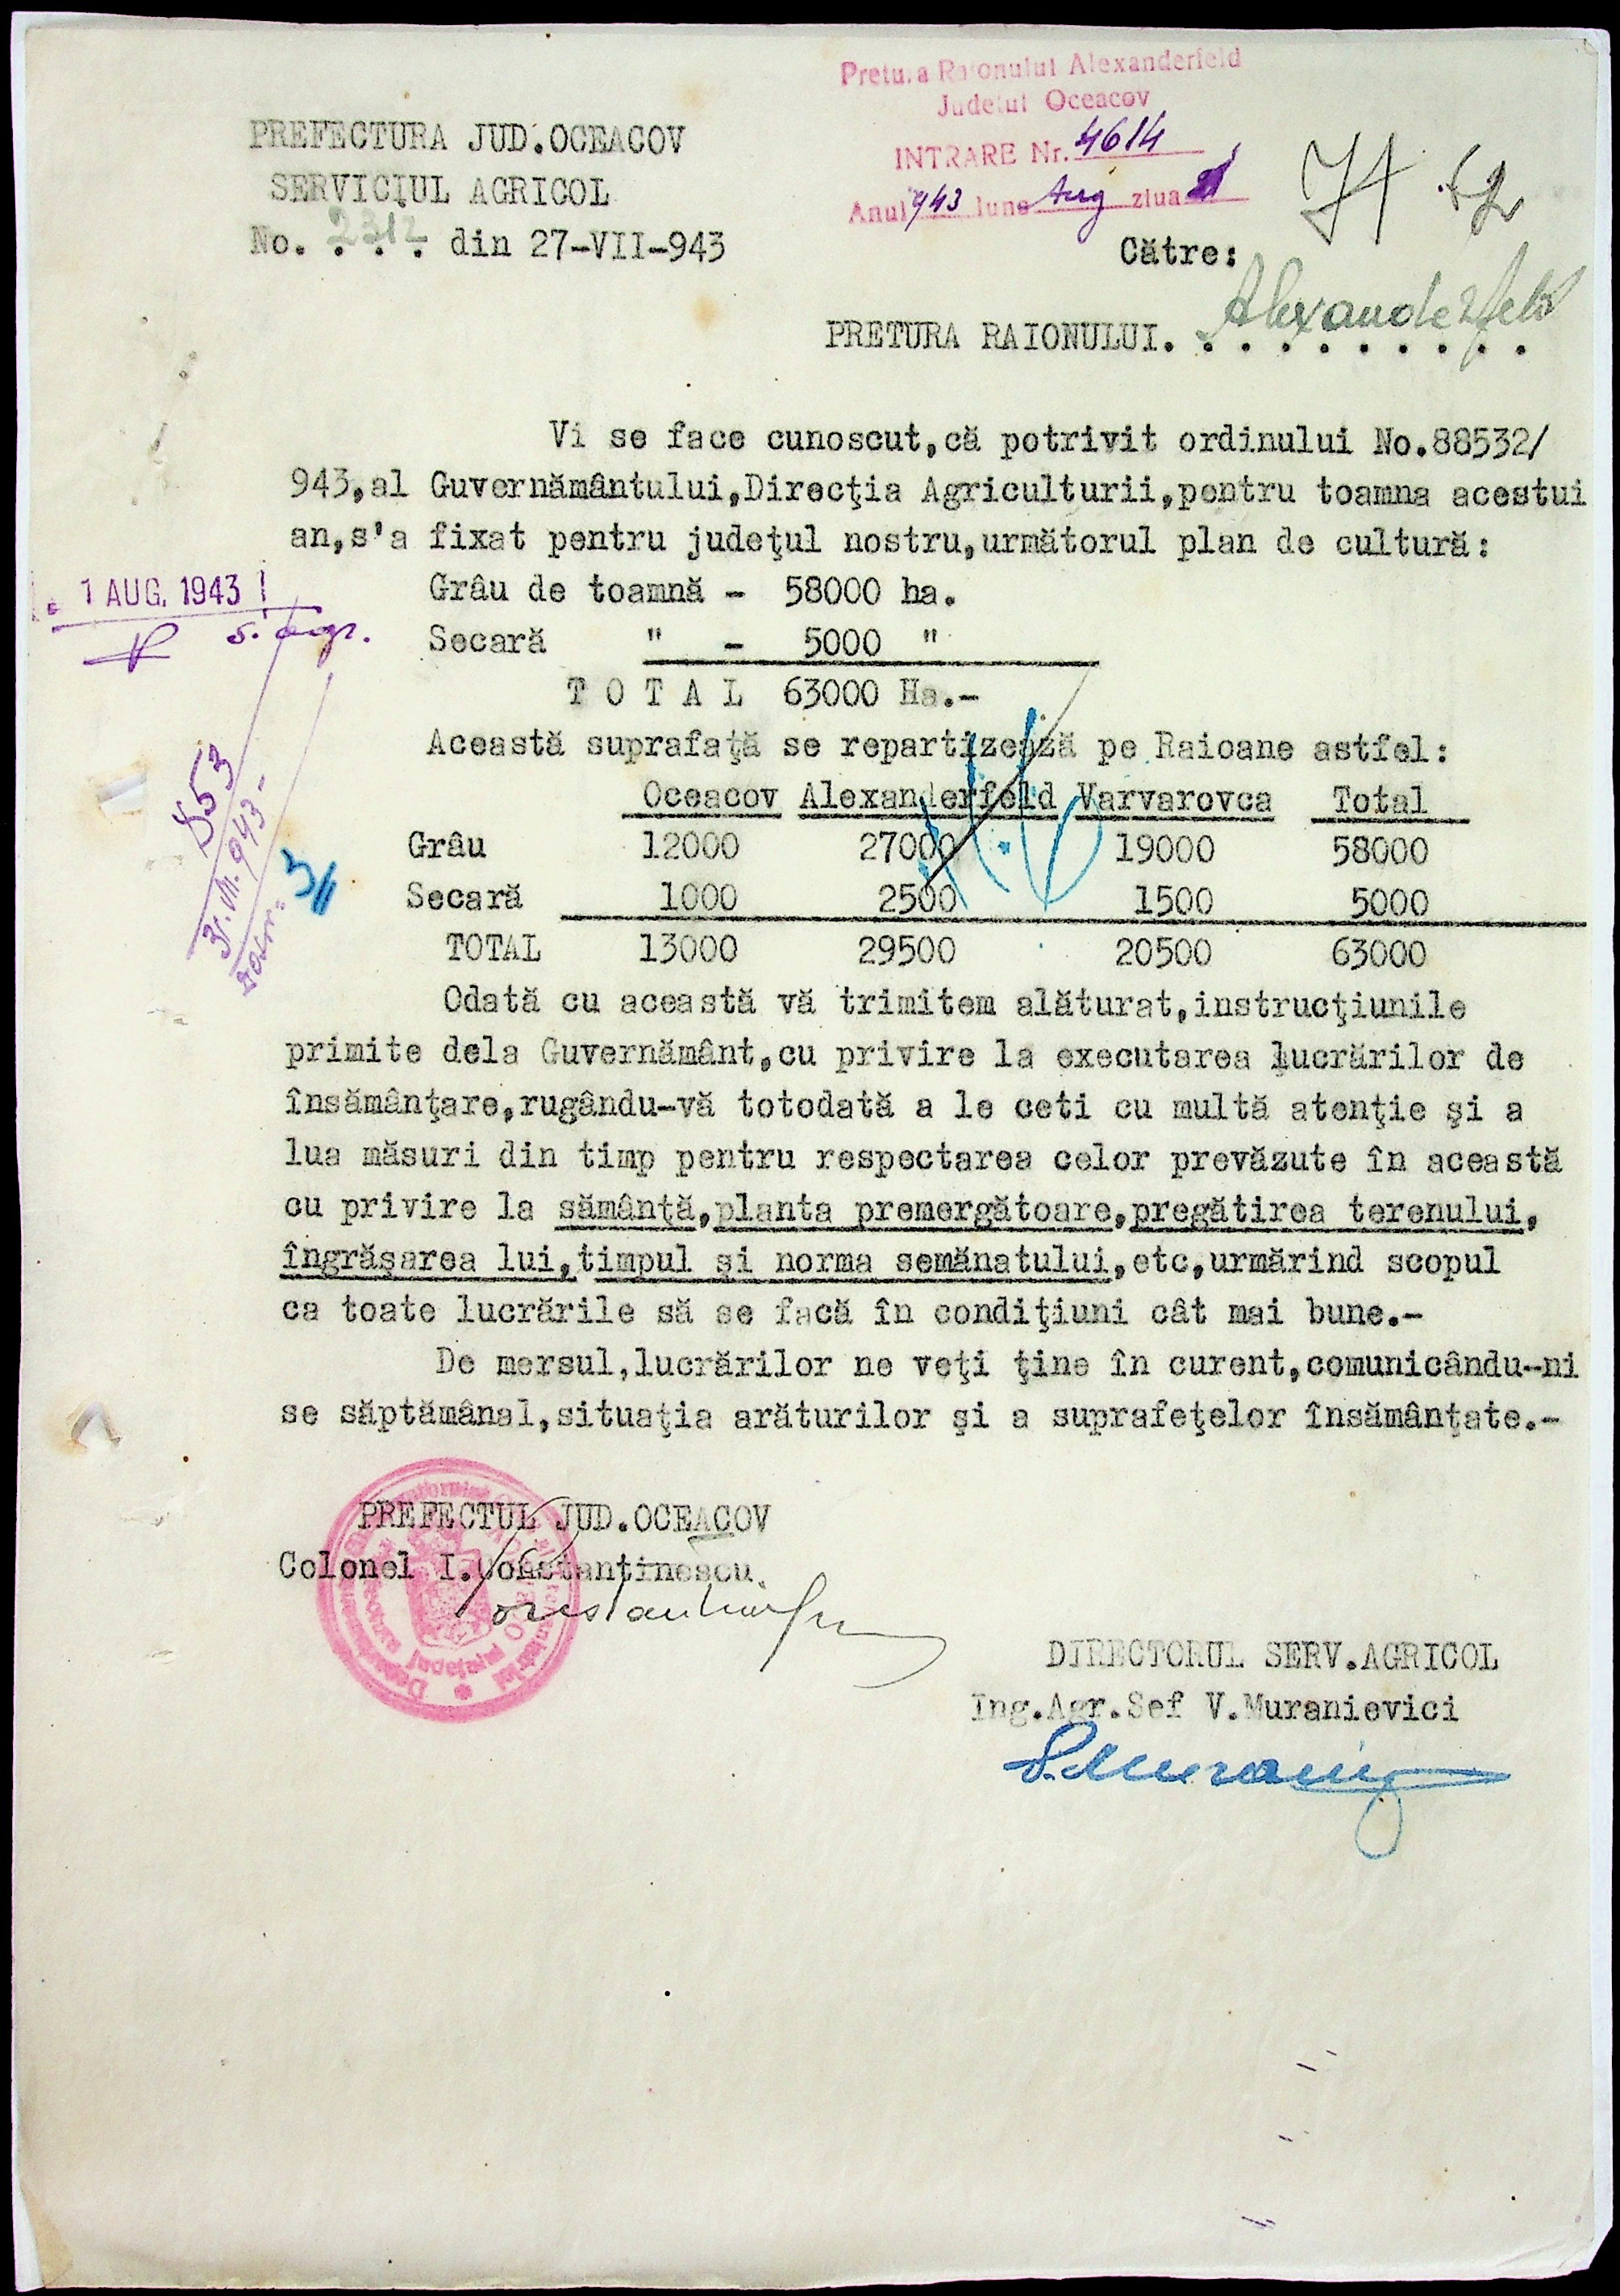 Pretura Raionului Alexanderfeld
Judetul Oceacov
INTRARE Nr. 4614
Anul 943 luna Aug ziua
PREFECTURA JUD.OCEACOV
SERVICIUL AGRICOL
No. 2312 din 27-VII-943
74
Către:
PRETURA RAIONULUI. Alexanderfeld
Vi se face cunoscut,că potrivit ordinului No.88532/
943,al Guvernământului,Direcţia Agriculturii,pentru toamna acestui
an,s'a fixat pentru judeţul nostru,următorul plan de cultură:
1 AUG. 1943
s. agr.
Grâu de toamnă - 58000 ha.
Secară " - 5000 "
T O T A L 63000 Ha.-
Această suprafaţă se repartizează pe Raioane astfel:
Oceacov Alexanderfeld Varvarovca Total
Grâu 12000 27000 19000 58000
Secară 1000 2500 1500 5000
TOTAL 13000 29500 20500 63000
853
Odată cu această vă trimitem alăturat,instrucţiunile
primite dela Guvernământ,cu privire la executarea lucrărilor de
însămânţare,rugându-vă totodată a le ceti cu multă atenţie şi a
lua măsuri din timp pentru respectarea celor prevăzute în această
cu privire la sămânţă,planta premergătoare,pregătirea terenului,
îngrăşarea lui,timpul şi norma semănatului,etc,urmărind scopul
ca toate lucrările să se facă în condiţiuni cât mai bune.-
De mersul,lucrărilor ne veţi ţine în curent,comunicându-ni
se săptămânal,situaţia arăturilor şi a suprafeţelor însămânţate.-
PREFECTUL JUD.OCEACOV
Colonel I.Constantinescu.
Judeţului
DIRECTORUL SERV.AGRICOL
Ing.Agr.Sef V.Muranievici